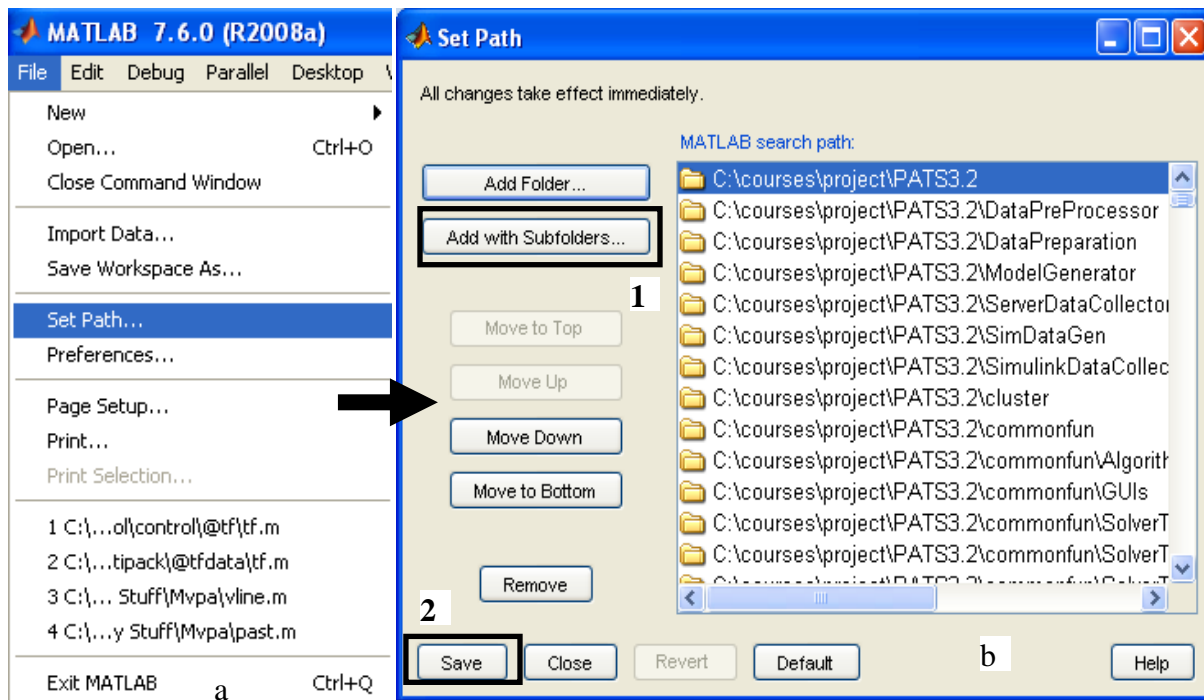 MATLAB 7.6.0 (R2008a)
File Edit Debug Parallel Desktop
New
Open... Ctrl+O
Close Command Window
Import Data...
Save Workspace As...
Set Path...
Preferences...
Page Setup...
Print...
Print Selection...
1 C:\...ol\control\@tf\tf.m
2 C:\...tipack\@tfdata\tf.m
3 C:\... Stuff\Mvpa\vline.m
4 C:\...y Stuff\Mvpa\past.m
Exit MATLAB Ctrl+Q
a
Set Path
All changes take effect immediately.
MATLAB search path:
Add Folder...
Add with Subfolders...
1
Move to Top
Move Up
Move Down
Move to Bottom
Remove
C:\courses\project\PATS3.2
C:\courses\project\PATS3.2\DataPreProcessor
C:\courses\project\PATS3.2\DataPreparation
C:\courses\project\PATS3.2\ModelGenerator
C:\courses\project\PATS3.2\ServerDataCollector
C:\courses\project\PATS3.2\SimDataGen
C:\courses\project\PATS3.2\SimulinkDataCollec
C:\courses\project\PATS3.2\cluster
C:\courses\project\PATS3.2\commonfun
C:\courses\project\PATS3.2\commonfun\Algorith
C:\courses\project\PATS3.2\commonfun\GUIs
C:\courses\project\PATS3.2\commonfun\SolverT
C:\courses\project\PATS3.2\commonfun\SolverT
2
Save Close Revert Default b Help